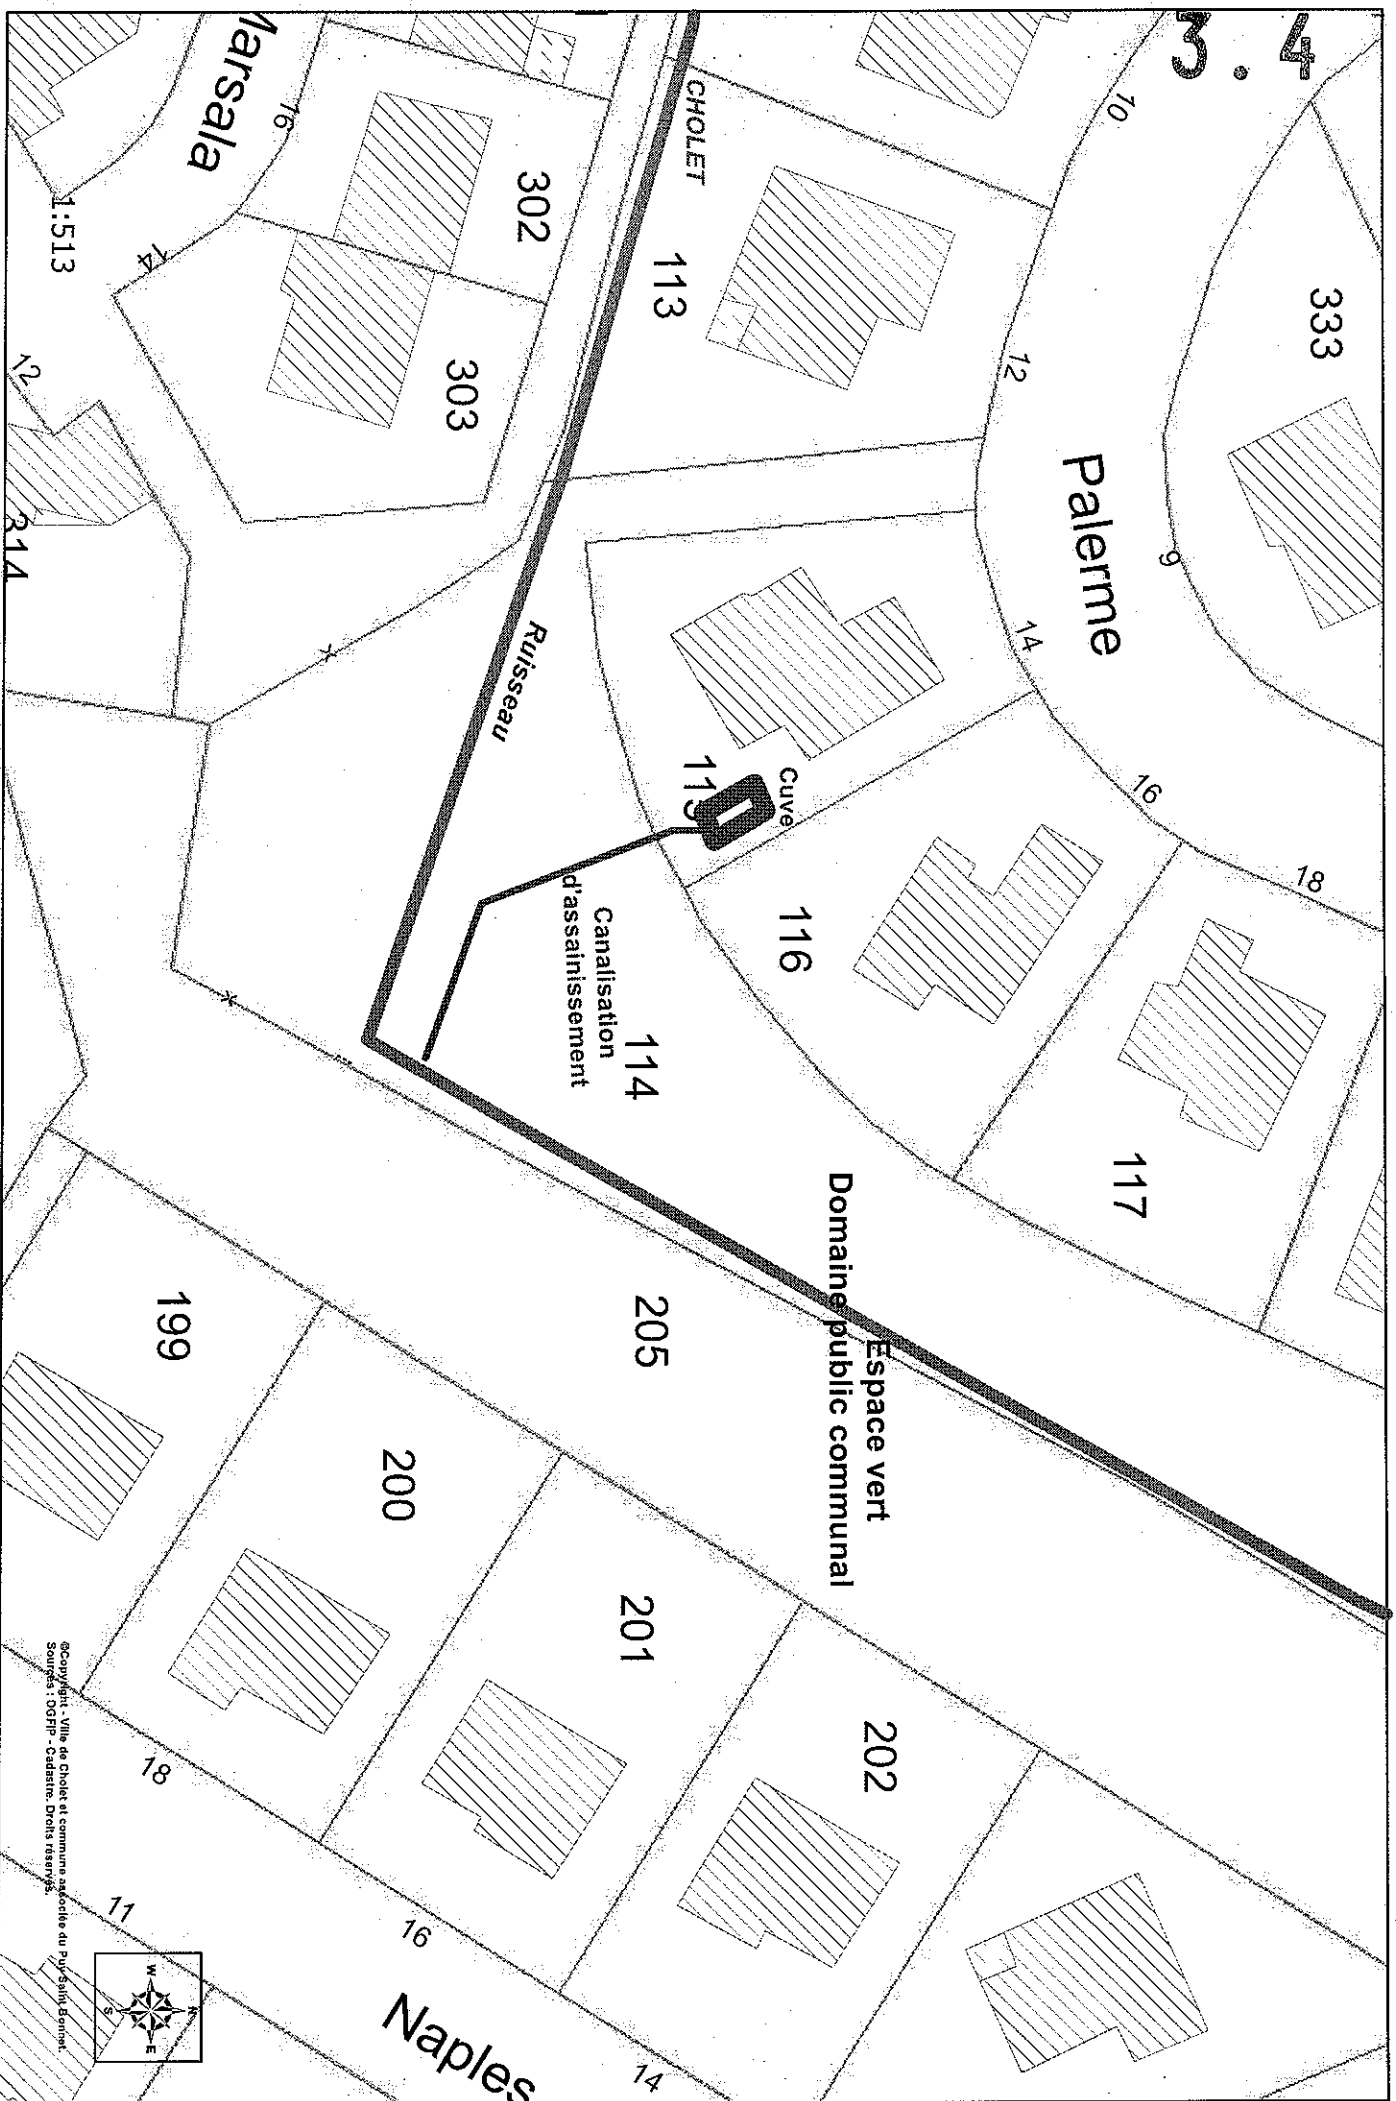 3.4
Marsala
16
14
12
1:513
302
303
314
CHOLET
113
10
12
333
Palerme
9
14
16
18
Ruisseau
Cuve
116
117
Canalisation
d'assainissement
114
Espace vert
Domaine public communal
205
199
200
201
202
18
16
14
11
Naples
N
W
E
S
©Copyright - Ville de Cholet et commune associée du Puy Saint Bonnet.
Sources : DGFIP - Cadastre. Droits réservés.